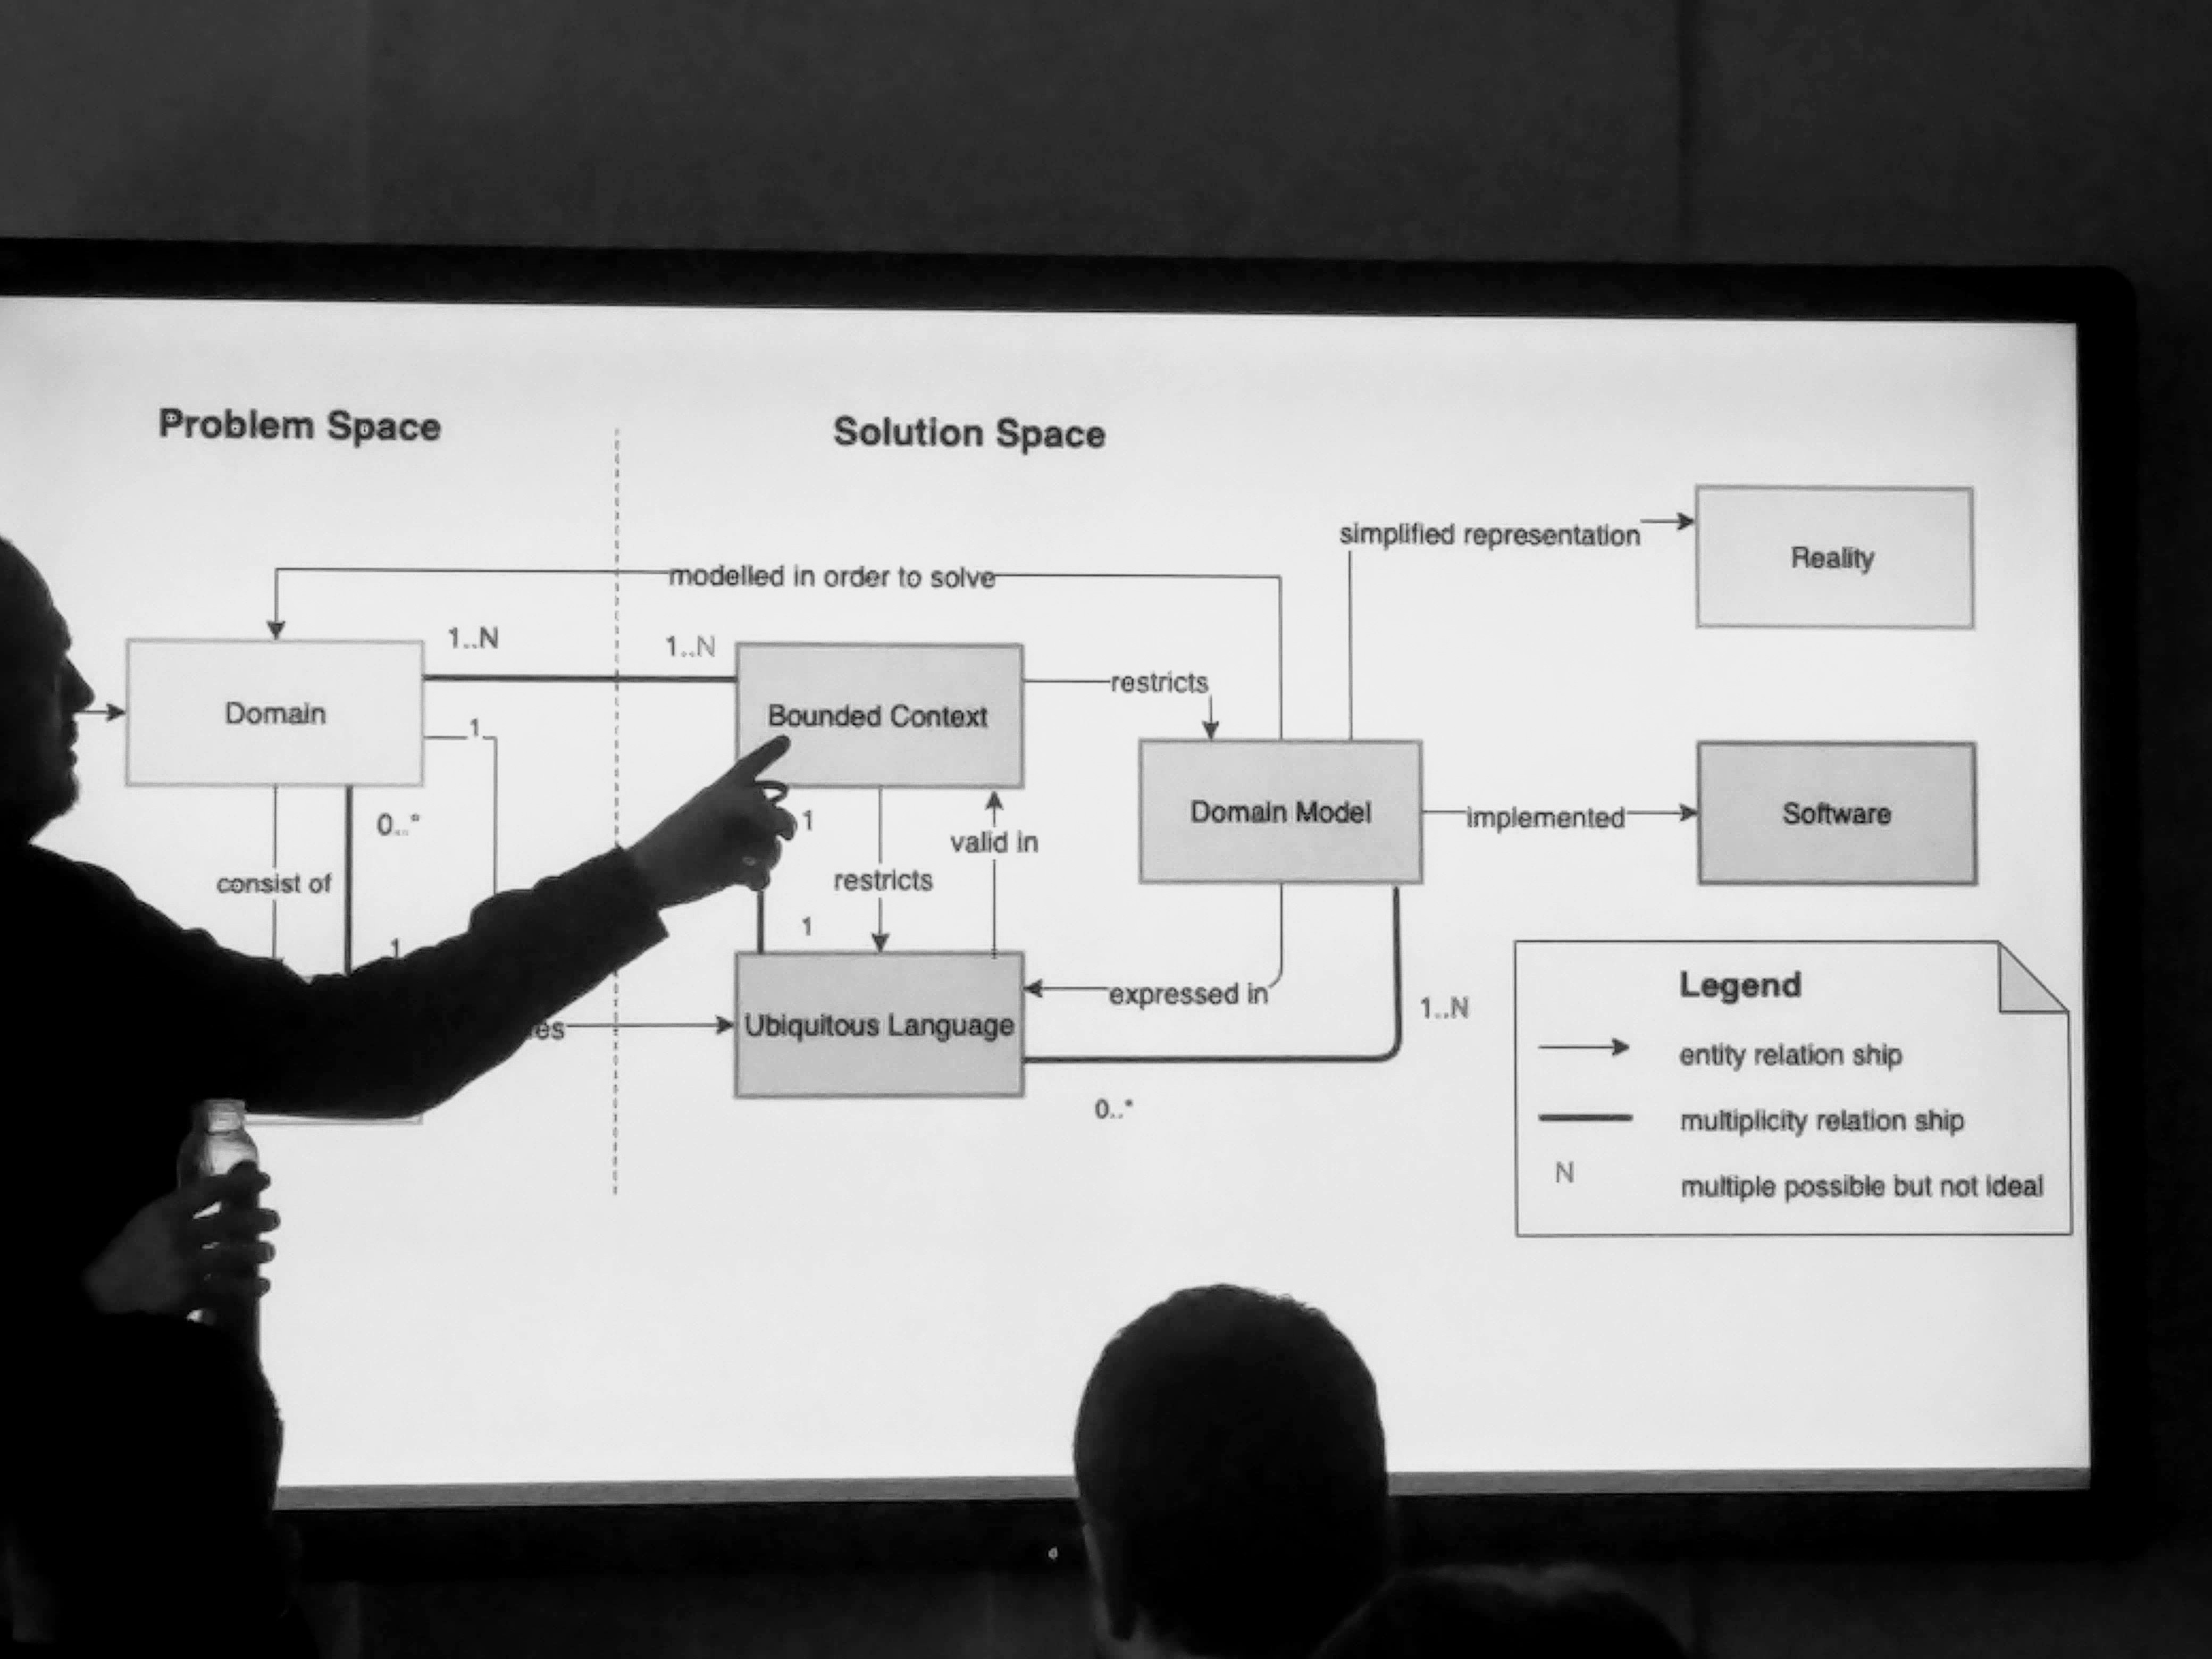 Problem Space
Solution Space
simplified representation
Reality
modelled in order to solve
1..N
1..N
restricts
Domain
1
Bounded Context
0..*
1
valid in
Domain Model
implemented
Software
consist of
restricts
1
1
expressed in
Ubiquitous Language
1..N
0..*
Legend
entity relation ship
multiplicity relation ship
N
multiple possible but not ideal